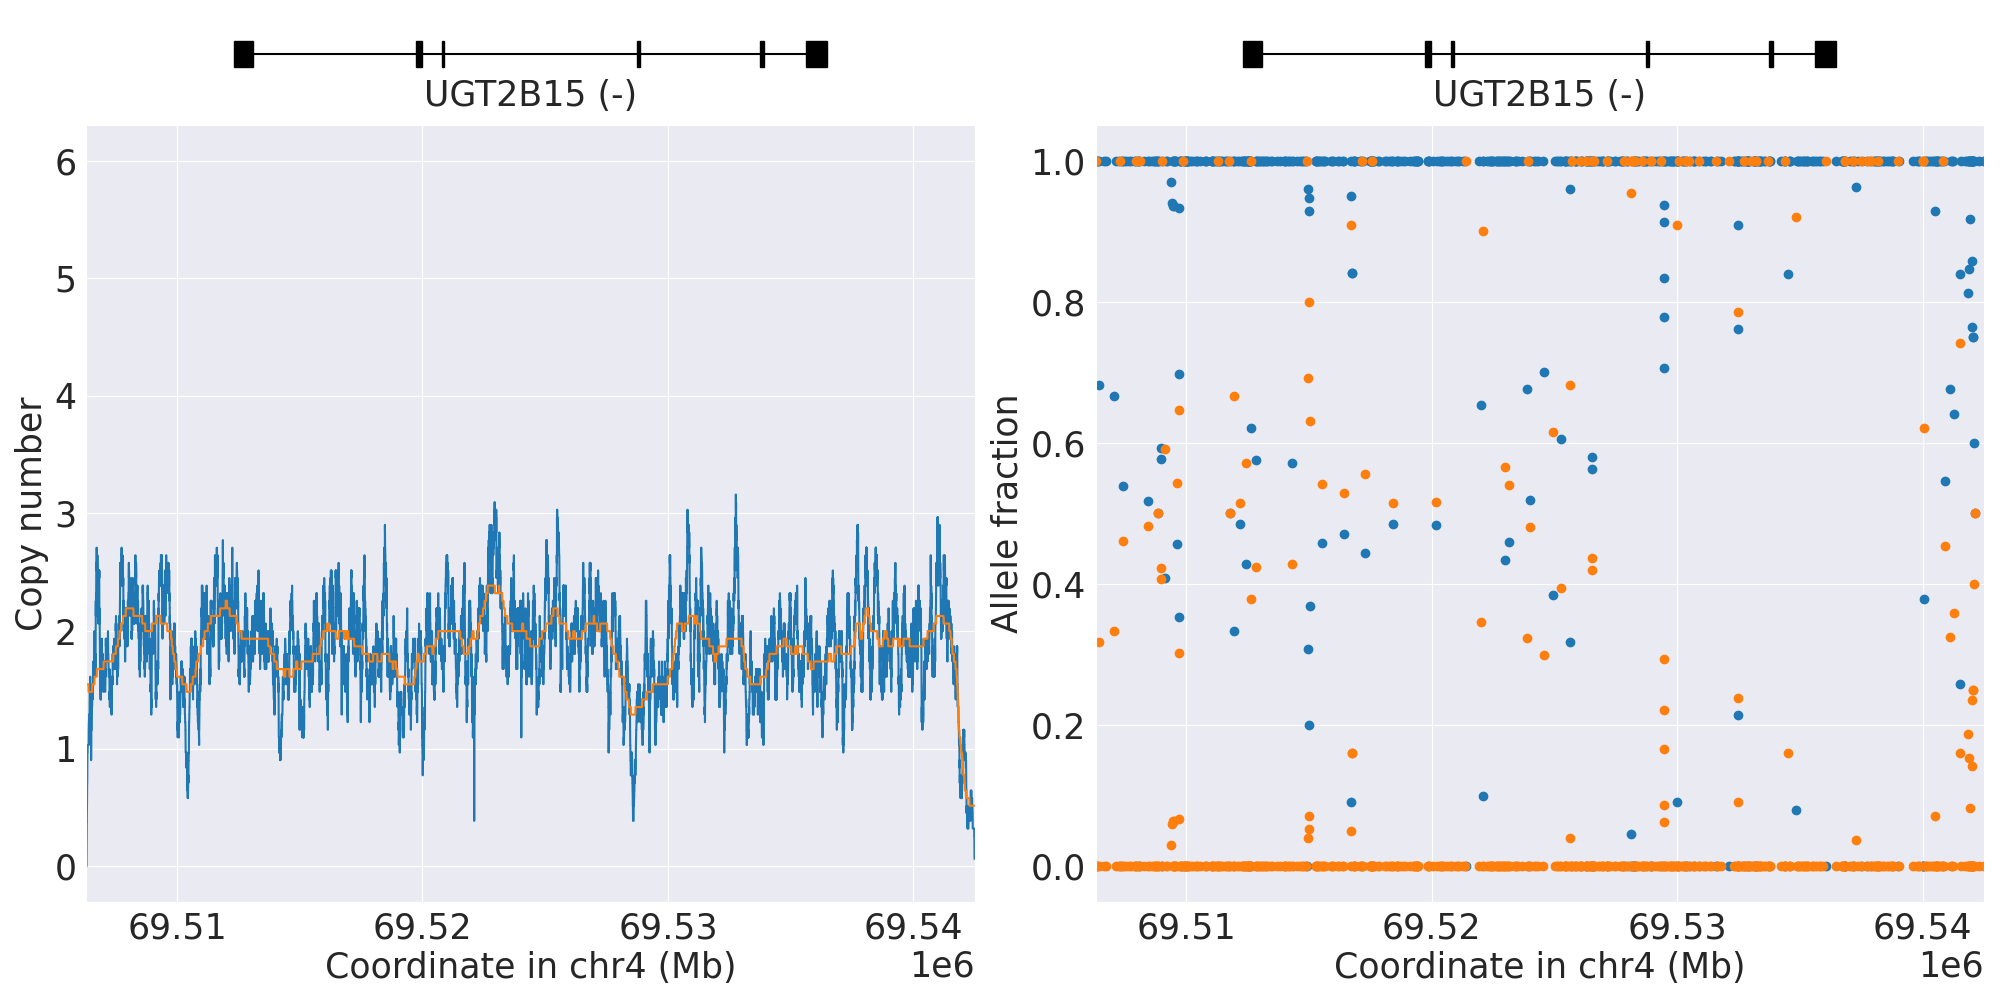 UGT2B15 (-)
6
5
4
3
2
1
0
Copy number
69.51 69.52 69.53 69.54
Coordinate in chr4 (Mb)
1e6
UGT2B15 (-)
1.0
0.8
0.6
0.4
0.2
0.0
Allele fraction
69.51 69.52 69.53 69.54
Coordinate in chr4 (Mb)
1e6